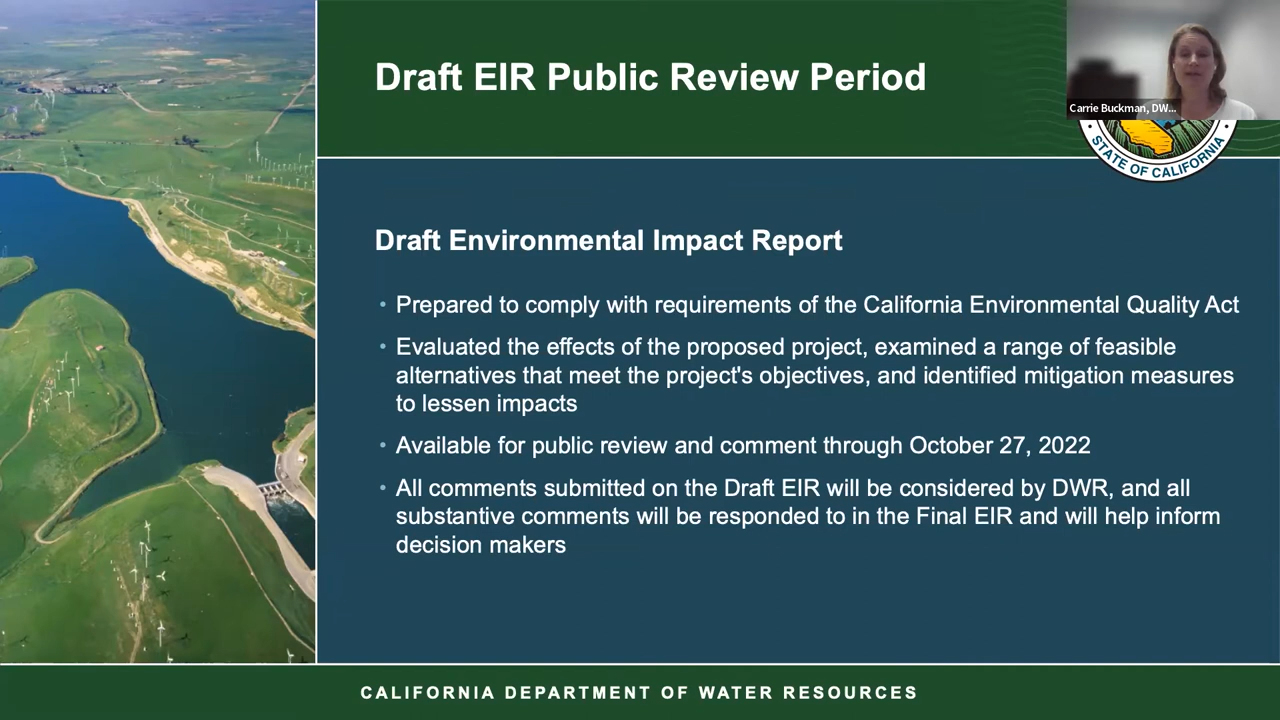 Draft EIR Public Review Period
Carrie Buckman, DW...
STATE OF CALIFORNIA
Draft Environmental Impact Report
• Prepared to comply with requirements of the California Environmental Quality Act
• Evaluated the effects of the proposed project, examined a range of feasible
alternatives that meet the project's objectives, and identified mitigation measures
to lessen impacts
• Available for public review and comment through October 27, 2022
• All comments submitted on the Draft EIR will be considered by DWR, and all
substantive comments will be responded to in the Final EIR and will help inform
decision makers
CALIFORNIA DEPARTMENT OF WATER RESOURCES